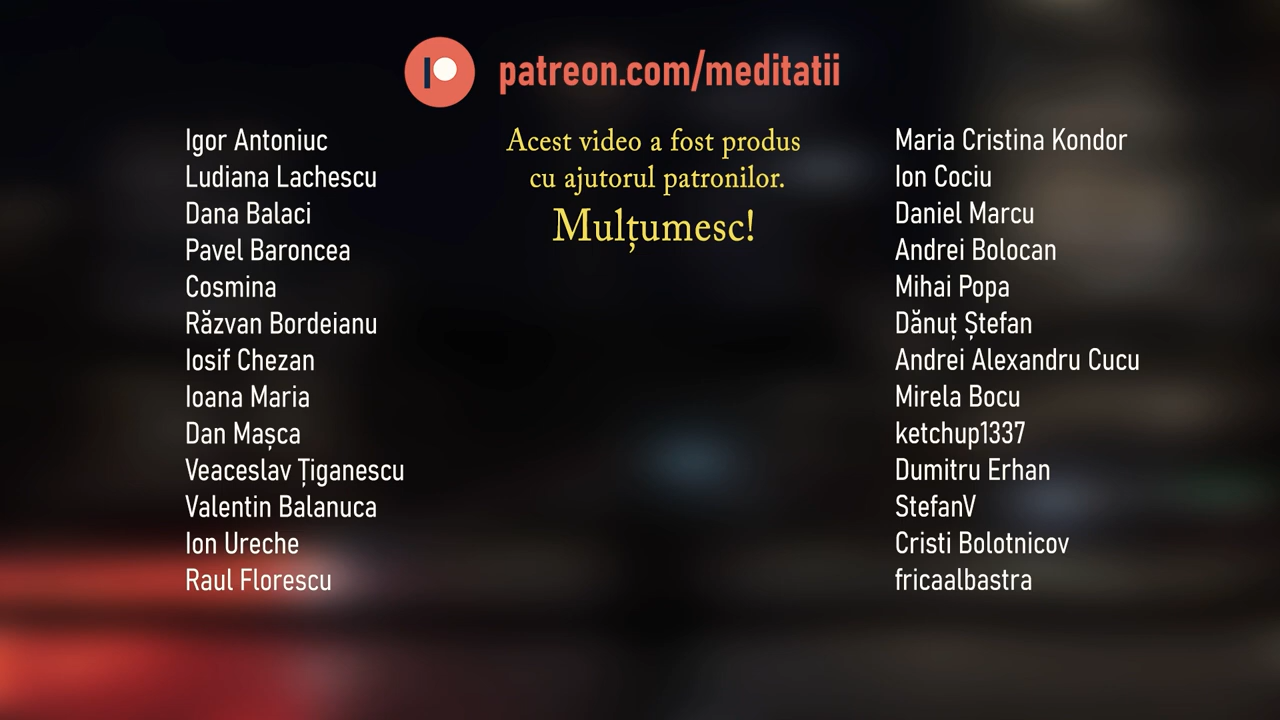 patreon.com/meditatii
Acest video a fost produs
cu ajutorul patronilor.
Mulțumesc!
Igor Antoniuc
Ludiana Lachescu
Dana Balaci
Pavel Baroncea
Cosmina
Răzvan Bordeianu
Iosif Chezan
Ioana Maria
Dan Mașca
Veaceslav Țiganescu
Valentin Balanuca
Ion Ureche
Raul Florescu
Maria Cristina Kondor
Ion Cociu
Daniel Marcu
Andrei Bolocan
Mihai Popa
Dănuț Ștefan
Andrei Alexandru Cucu
Mirela Bocu
ketchup1337
Dumitru Erhan
StefanV
Cristi Bolotnicov
fricaalbastra